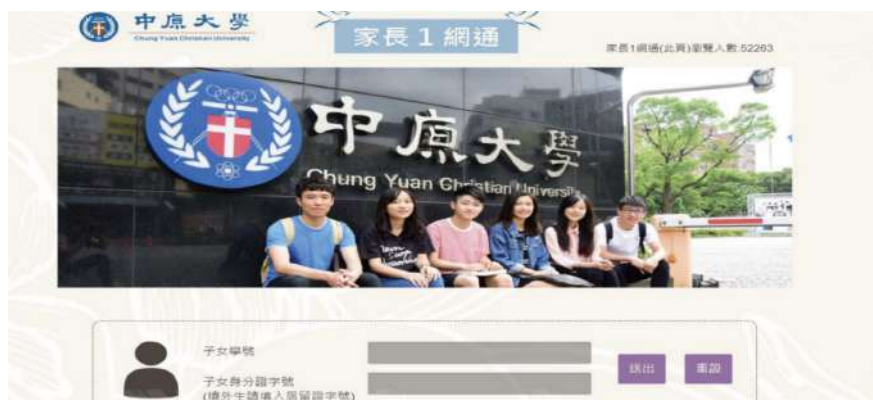 中原大學
Chung Yuan Christian University
家長1網通
家長1網通(此頁)瀏覽人數:52263
中原大學
Chung Yuan Christian University
子女學號
子女身分證字號
(境外生請填入居留證字號)
送出
重設